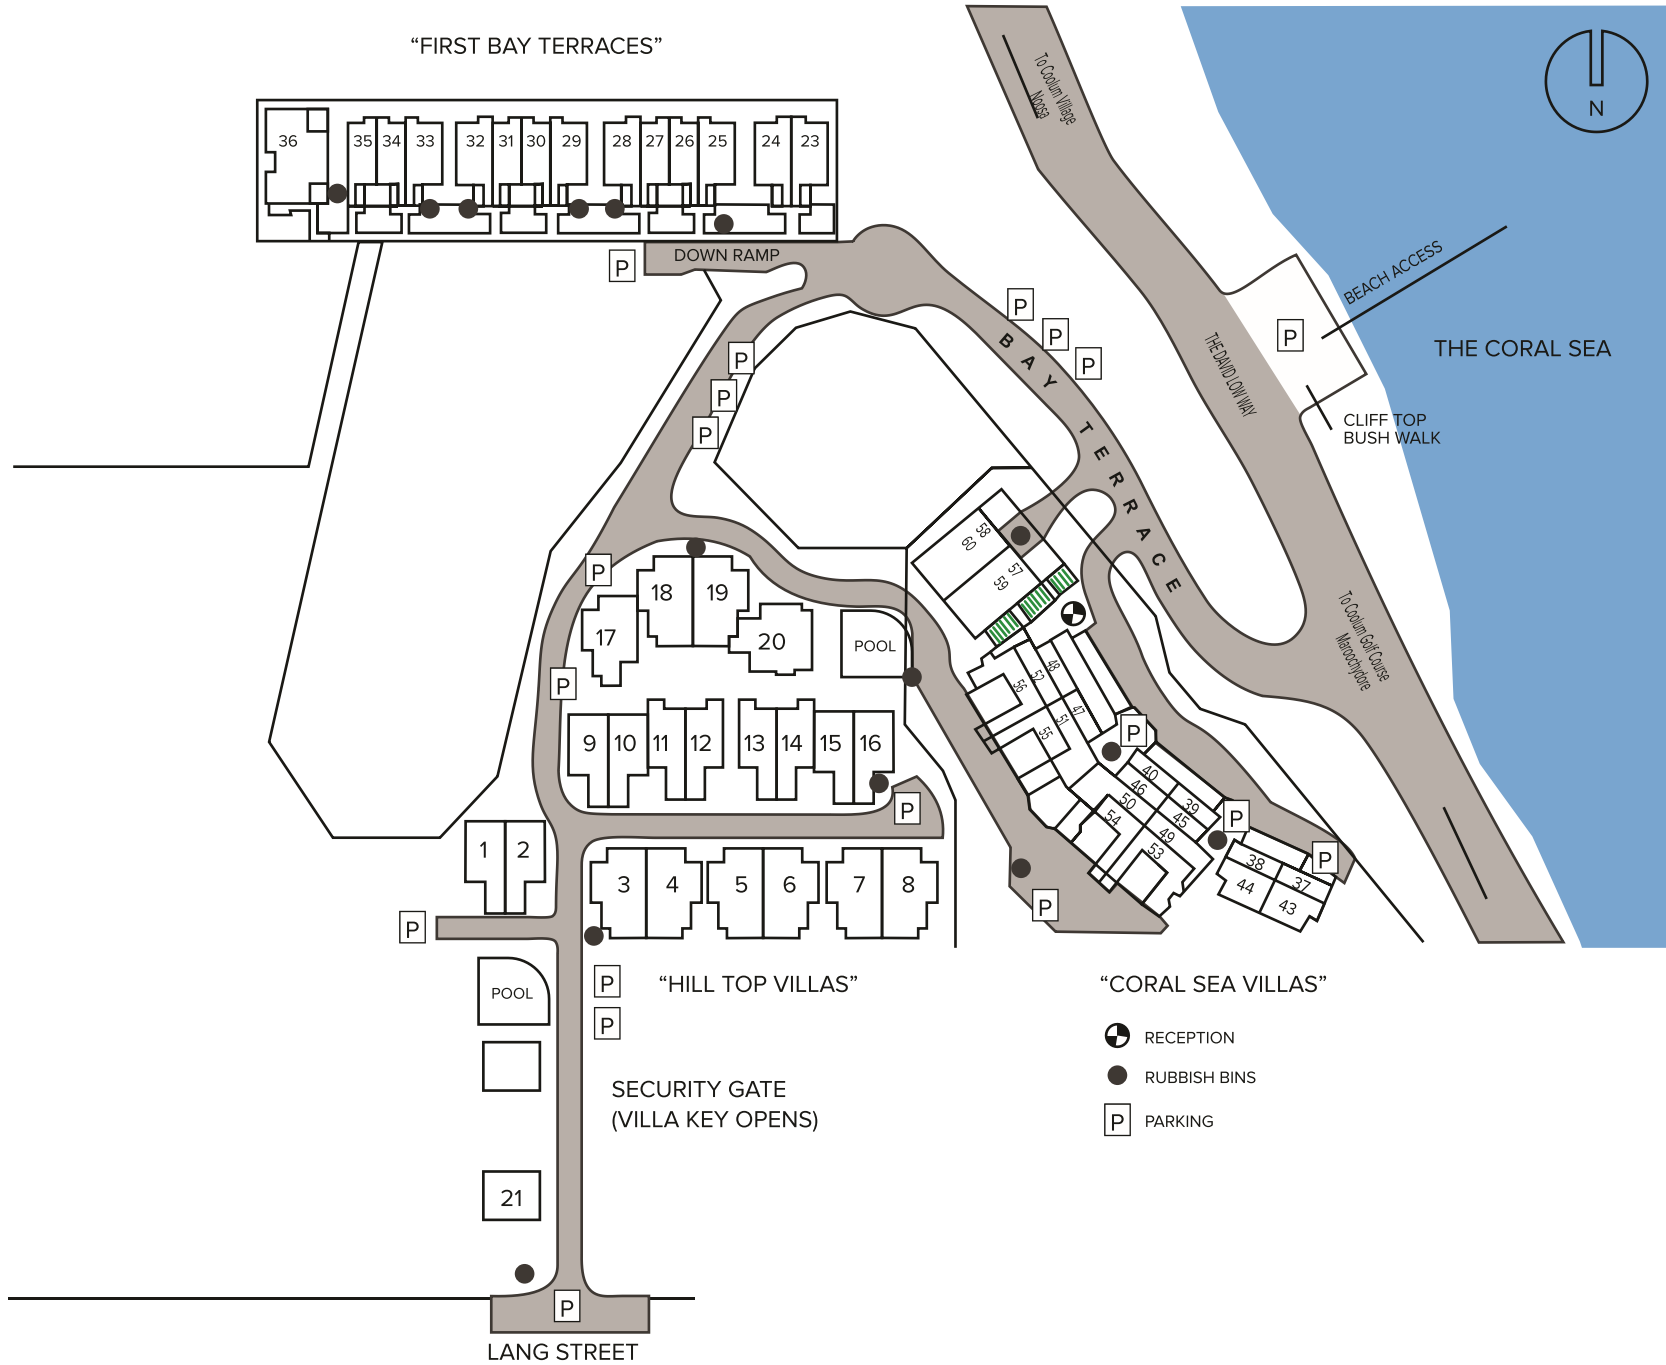 “FIRST BAY TERRACES”
To Coolum Village
Noosa
N
36
35
34
33
32
31
30
29
28
27
26
25
24
23
DOWN RAMP
P
BEACH ACCESS
P
P
P
P
THE CORAL SEA
BAY TERRACE
THE DAVID LOW WAY
P
P
P
CLIFF TOP
BUSH WALK
58
60
57
59
P
18
19
17
20
POOL
To Coolum Golf Course
Maroochydore
P
56
52
48
55
51
47
9
10
11
12
13
14
15
16
P
P
40
46
50
54
39
45
49
53
P
P
38
37
44
43
1
2
3
4
5
6
7
8
P
P
POOL
P
P
“HILL TOP VILLAS”
“CORAL SEA VILLAS”
RECEPTION
RUBBISH BINS
P PARKING
SECURITY GATE
(VILLA KEY OPENS)
21
P
LANG STREET